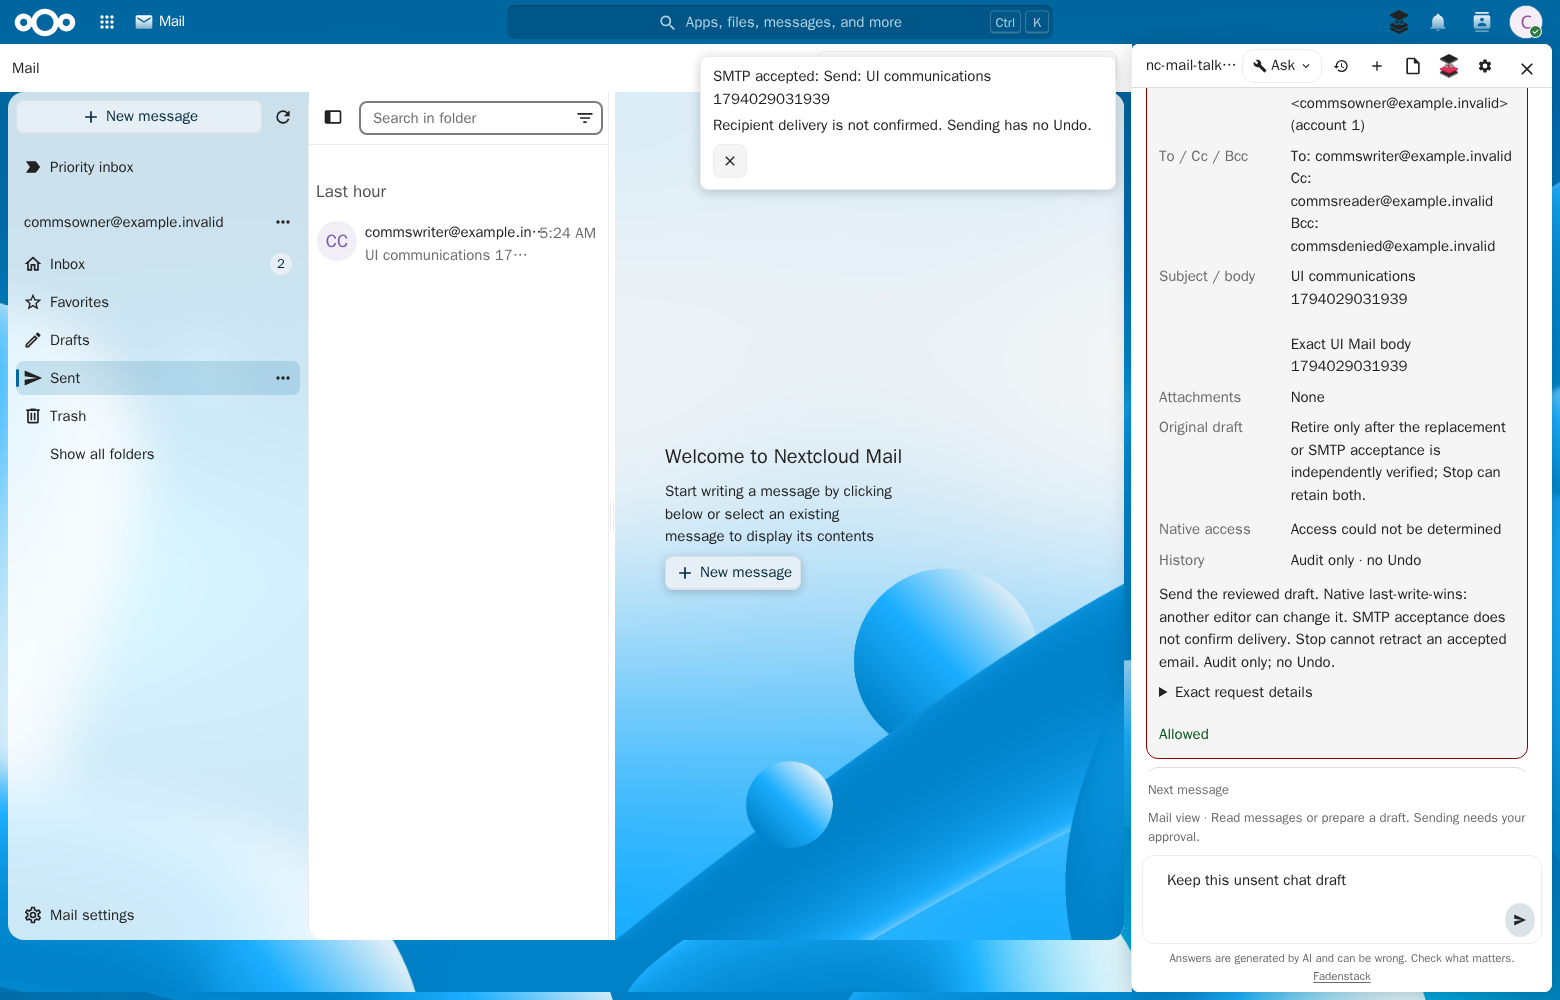 Mail
Apps, files, messages, and more
Ctrl
K
C
Mail
New message
Priority inbox
commsowner@example.invalid
Inbox
2
Favorites
Drafts
Sent
Trash
Show all folders
Mail settings
Search in folder
Last hour
CC
commswriter@example.in…
5:24 AM
UI communications 17…
SMTP accepted: Send: UI communications
1794029031939
Recipient delivery is not confirmed. Sending has no Undo.
Welcome to Nextcloud Mail
Start writing a message by clicking
below or select an existing
message to display its contents
New message
nc-mail-talk…
Ask
<commsowner@example.invalid>
(account 1)
To / Cc / Bcc
To: commswriter@example.invalid
Cc:
commsreader@example.invalid
Bcc:
commsdenied@example.invalid
Subject / body
UI communications
1794029031939
Exact UI Mail body
1794029031939
Attachments
None
Original draft
Retire only after the replacement
or SMTP acceptance is
independently verified; Stop can
retain both.
Native access
Access could not be determined
History
Audit only · no Undo
Send the reviewed draft. Native last-write-wins:
another editor can change it. SMTP acceptance does
not confirm delivery. Stop cannot retract an accepted
email. Audit only; no Undo.
Exact request details
Allowed
Next message
Mail view · Read messages or prepare a draft. Sending needs your
approval.
Keep this unsent chat draft
Answers are generated by AI and can be wrong. Check what matters.
Fadenstack